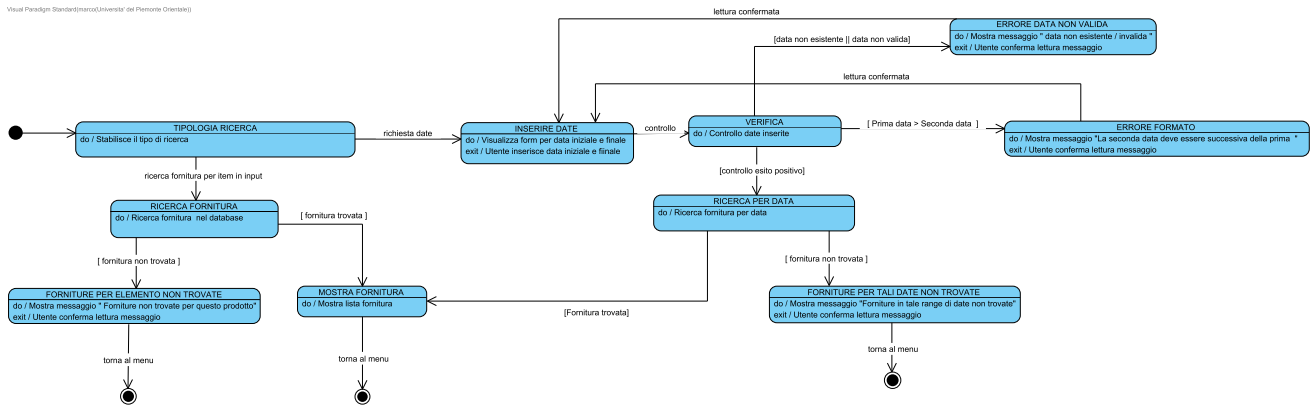 Visual Paradigm Standard(marco(Universita' del Piemonte Orientale))
lettura confermata
ERRORE DATA NON VALIDA
do / Mostra messaggio " data non esistente / invalida "
exit / Utente conferma lettura messaggio
[data non esistente || data non valida]
lettura confermata
TIPOLOGIA RICERCA
do / Stabilisce il tipo di ricerca
richiesta date
INSERIRE DATE
do / Visualizza form per data iniziale e finale
exit / Utente inserisce data iniziale e fiinale
controllo
VERIFICA
do / Controllo date inserite
[ Prima data > Seconda data ]
ERRORE FORMATO
do / Mostra messaggio "La seconda data deve essere successiva della prima "
exit / Utente conferma lettura messaggio
ricerca fornitura per item in input
[controllo esito positivo]
RICERCA FORNITURA
do / Ricerca fornitura nel database
[ fornitura trovata ]
RICERCA PER DATA
do / Ricerca fornitura per data
[ fornitura non trovata ]
[ fornitura non trovata ]
FORNITURE PER ELEMENTO NON TROVATE
do / Mostra messaggio " Forniture non trovate per questo prodotto"
exit / Utente conferma lettura messaggio
MOSTRA FORNITURA
do / Mostra lista fornitura
[Fornitura trovata]
FORNITURE PER TALI DATE NON TROVATE
do / Mostra messaggio "Forniture in tale range di date non trovate"
exit / Utente conferma lettura messaggio
torna al menu
torna al menu
torna al menu